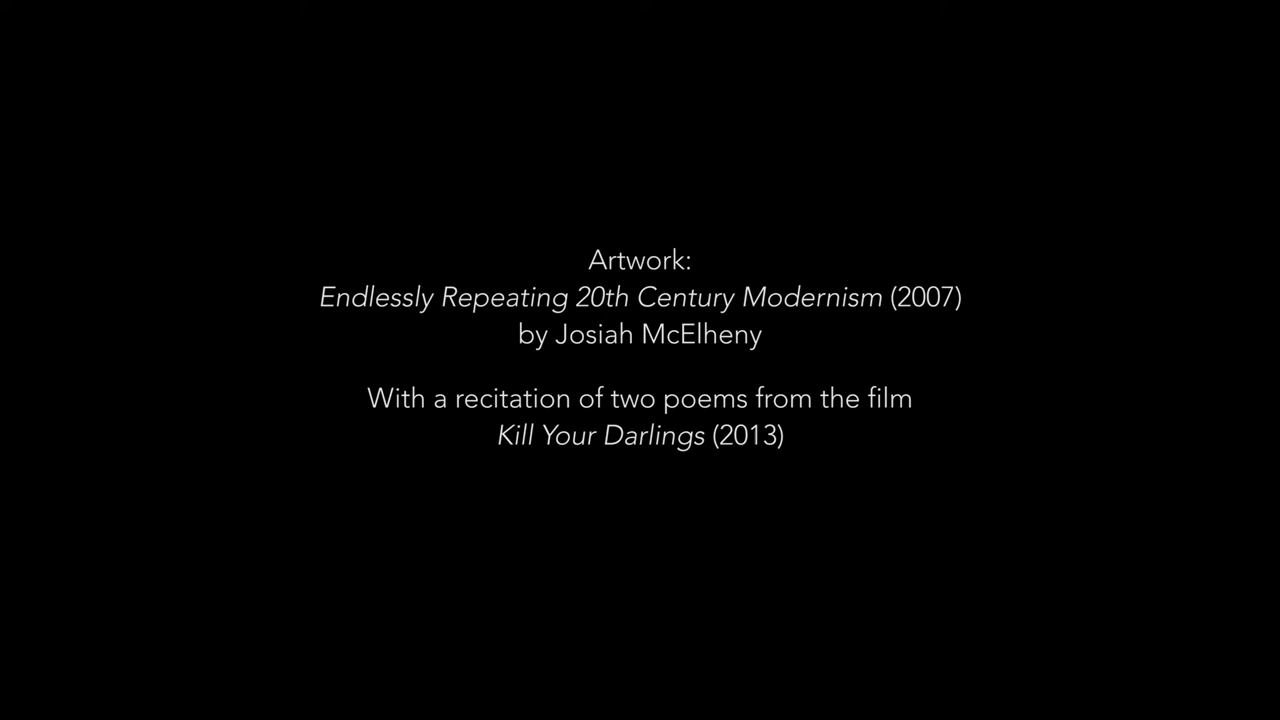 Artwork:
Endlessly Repeating 20th Century Modernism (2007)
by Josiah McElheny
With a recitation of two poems from the film
Kill Your Darlings (2013)